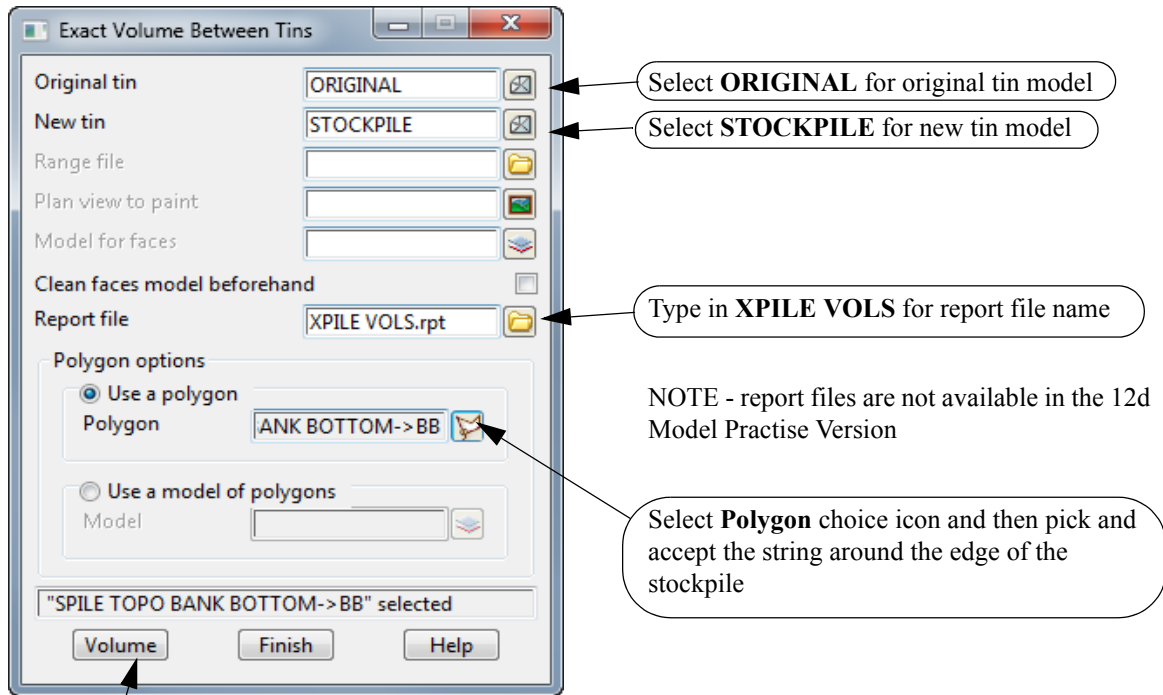 Exact Volume Between Tins
Original tin
ORIGINAL
Select ORIGINAL for original tin model
New tin
STOCKPILE
Select STOCKPILE for new tin model
Range file
Plan view to paint
Model for faces
Clean faces model beforehand
Report file
XPILE VOLS.rpt
Type in XPILE VOLS for report file name
Polygon options
Use a polygon
Polygon
ANK BOTTOM->BB
NOTE - report files are not available in the 12d
Model Practise Version
Use a model of polygons
Model
Select Polygon choice icon and then pick and
accept the string around the edge of the
stockpile
"SPILE TOPO BANK BOTTOM->BB" selected
Volume
Finish
Help